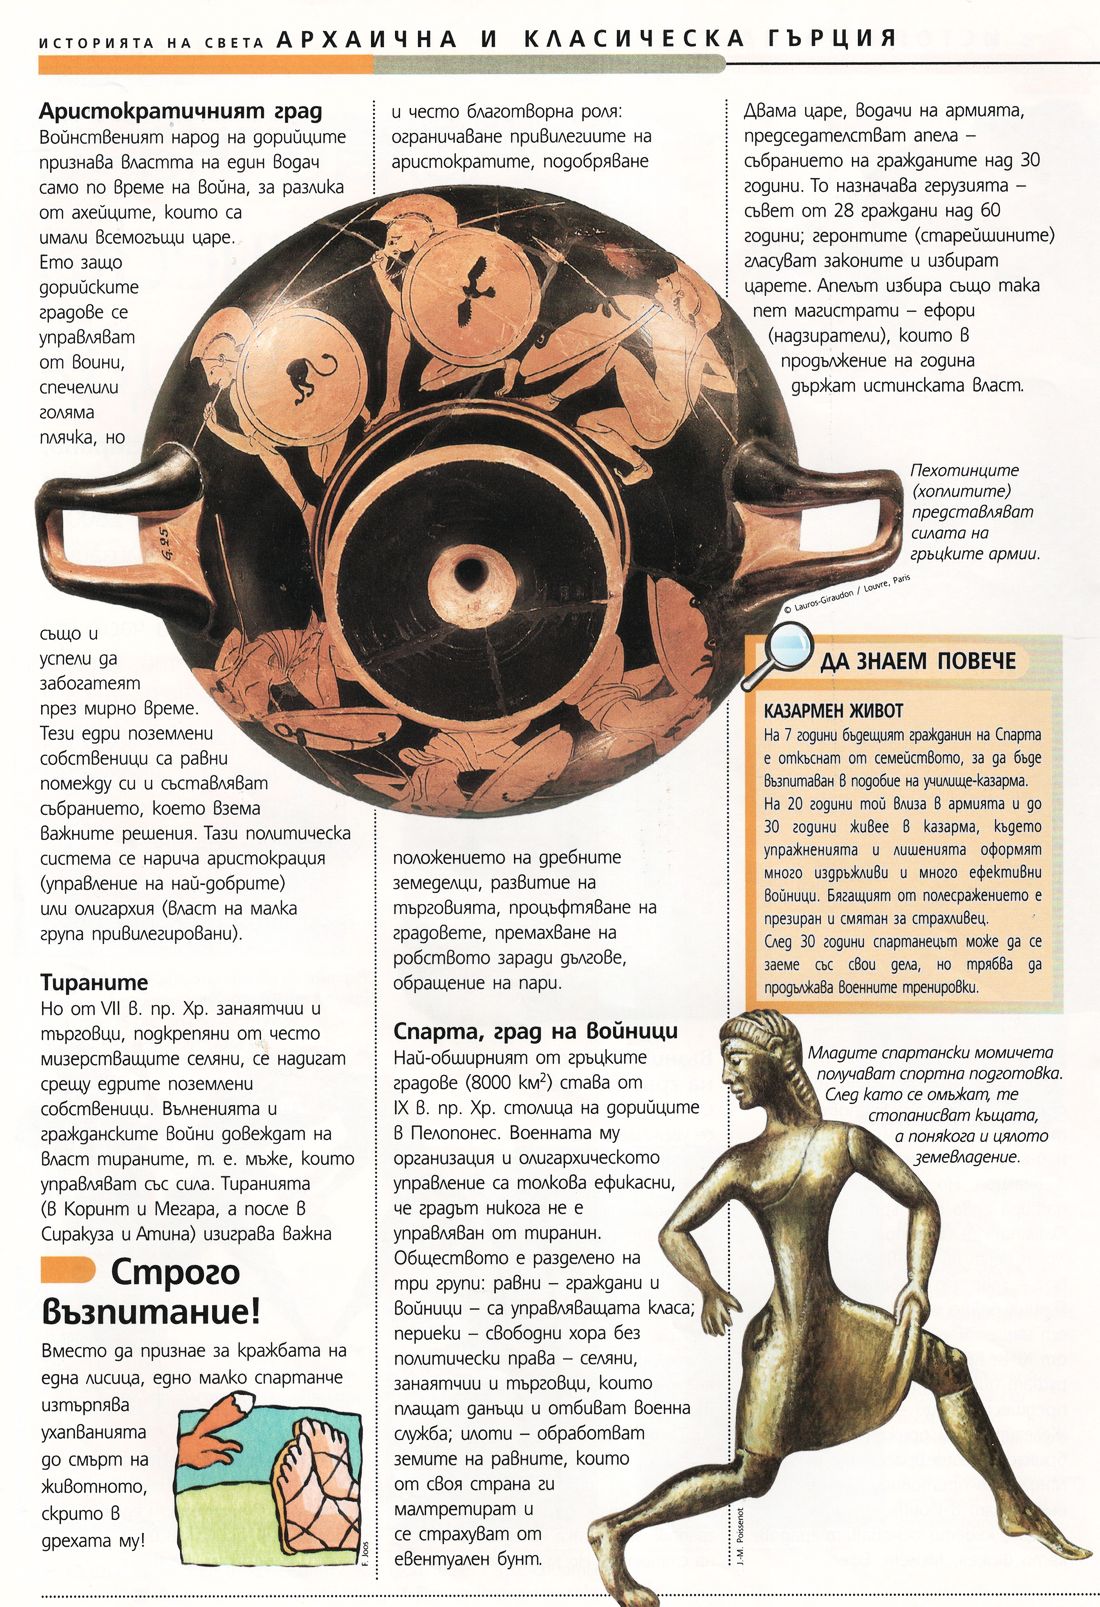 ИСТОРИЯТА НА СВЕТА АРХАИЧНА И КЛАСИЧЕСКА ГЪРЦИЯ
Аристократичният град
Войнственият народ на дорийците
признава властта на един водач
само по време на война, за разлика
от ахейците, които са
имали всемогъщи царе.
Ето защо
дорийските
градове се
управляват
от воини,
спечелили
голяма
плячка, но
също и
успели да
забогатеят
през мирно време.
Тези едри поземлени
собственици са равни
помежду си и съставляват
събранието, което взема
важните решения. Тази политическа
система се нарича аристокрация
(управление на най-добрите)
или олигархия (власт на малка
група привилегировани).
Тираните
Но от VII в. пр. Хр. занаятчии и
търговци, подкрепяни от често
мизерстващите селяни, се надигат
срещу едрите поземлени
собственици. Вълненията и
гражданските войни довеждат на
власт тираните, т. е. мъже, които
управляват със сила. Тиранията
(в Коринт и Мегара, а после в
Сиракуза и Атина) изиграва важна
Строго
възпитание!
Вместо да признае за кражбата на
една лисица, едно малко спартанче
изтърпява
ухапванията
до смърт на
животното,
скрито в
дрехата му!
F. Joos
и често благотворна роля:
ограничаване привилегиите на
аристократите, подобряване
G.25
положението на дребните
земеделци, развитие на
търговията, процъфтяване на
градовете, премахване на
робството заради дългове,
обращение на пари.
Спарта, град на войници
Най-обширният от гръцките
градове (8000 км²) става от
IX в. пр. Хр. столица на дорийците
в Пелопонес. Военната му
организация и олигархическото
управление са толкова ефикасни,
че градът никога не е
управляван от тиранин.
Обществото е разделено на
три групи: равни – граждани и
войници – са управляващата класа;
периеки – свободни хора без
политически права – селяни,
занаятчии и търговци, които
плащат данъци и отбиват военна
служба; илоти – обработват
земите на равните, които
от своя страна ги
малтретират и
се страхуват от
евентуален бунт.
Двама царе, водачи на армията,
председателстват апела –
събранието на гражданите над 30
години. То назначава герузията –
съвет от 28 граждани над 60
години; геронтите (старейшините)
гласуват законите и избират
царете. Апелът избира също така
пет магистрати – ефори
(надзиратели), които в
продължение на година
държат истинската власт.
Пехотинците
(хоплитите)
представляват
силата на
гръцките армии.
© Lauros-Giraudon / Louvre, Paris
ДА ЗНАЕМ ПОВЕЧЕ
КАЗАРМЕН ЖИВОТ
На 7 години бъдещият гражданин на Спарта
е откъснат от семейството, за да бъде
възпитаван в подобие на училище-казарма.
На 20 години той влиза в армията и до
30 години живее в казарма, където
упражненията и лишенията оформят
много издръжливи и много ефективни
войници. Бягащият от полесражението е
презиран и смятан за страхливец.
След 30 години спартанецът може да се
заеме със свои дела, но трябва да
продължава военните тренировки.
Младите спартански момичета
получават спортна подготовка.
След като се омъжат, те
стопанисват къщата,
а понякога и цялото
земевладение.
J.-M. Poissenot